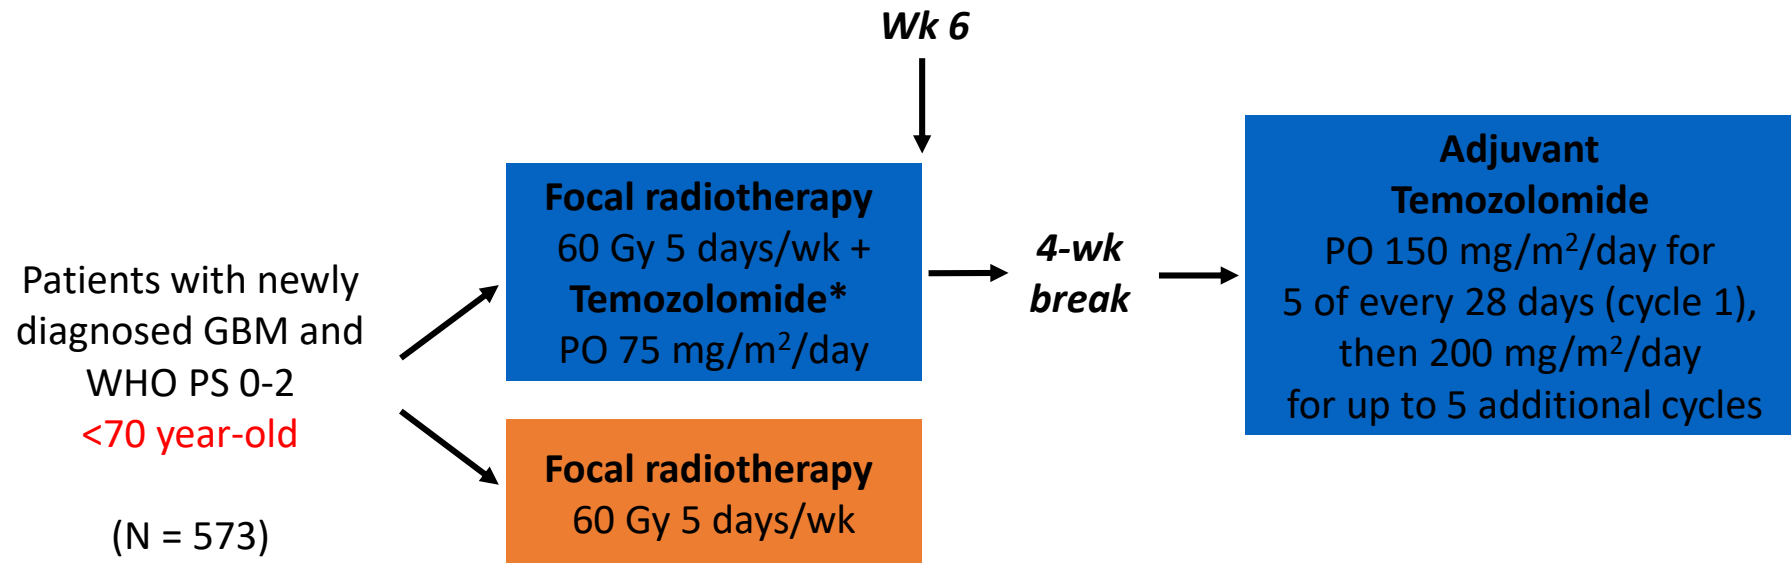 Wk 6
Patients with newly
diagnosed GBM and
WHO PS 0-2
<70 year-old
(N = 573)
Focal radiotherapy
60 Gy 5 days/wk +
Temozolomide*
PO 75 mg/m²/day
Focal radiotherapy
60 Gy 5 days/wk
4-wk
break
Adjuvant
Temozolomide
PO 150 mg/m²/day for
5 of every 28 days (cycle 1),
then 200 mg/m²/day
for up to 5 additional cycles